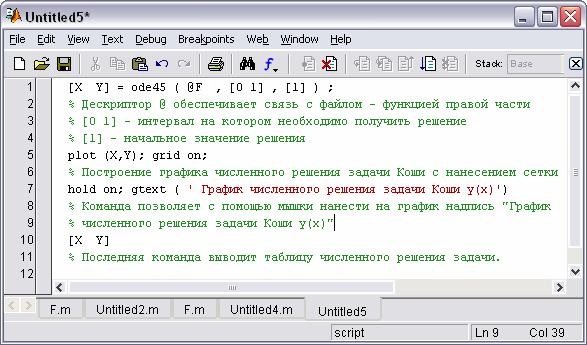 Untitled5*
File Edit View Text Debug Breakpoints Web Window Help
Stack: Base
1 [X Y] = ode45 ( @F , [0 1] , [1] ) ;
2 % Дескриптор @ обеспечивает связь с файлом - функцией правой части
3 % [0 1] - интервал на котором необходимо получить решение
4 % [1] - начальное значение решения
5 plot (X,Y); grid on;
6 % Построение графика численного решения задачи Коши с нанесением сетки
7 hold on; gtext ( ' График численного решения задачи Коши y(x)')
8 % Команда позволяет с помощью мышки нанести на график надпись "График
9 % численного решения задачи Коши y(x)"
10 [X Y]
11 % Последняя команда выводит таблицу численного решения задачи.
12
F.m Untitled2.m F.m Untitled4.m Untitled5
script Ln 9 Col 39